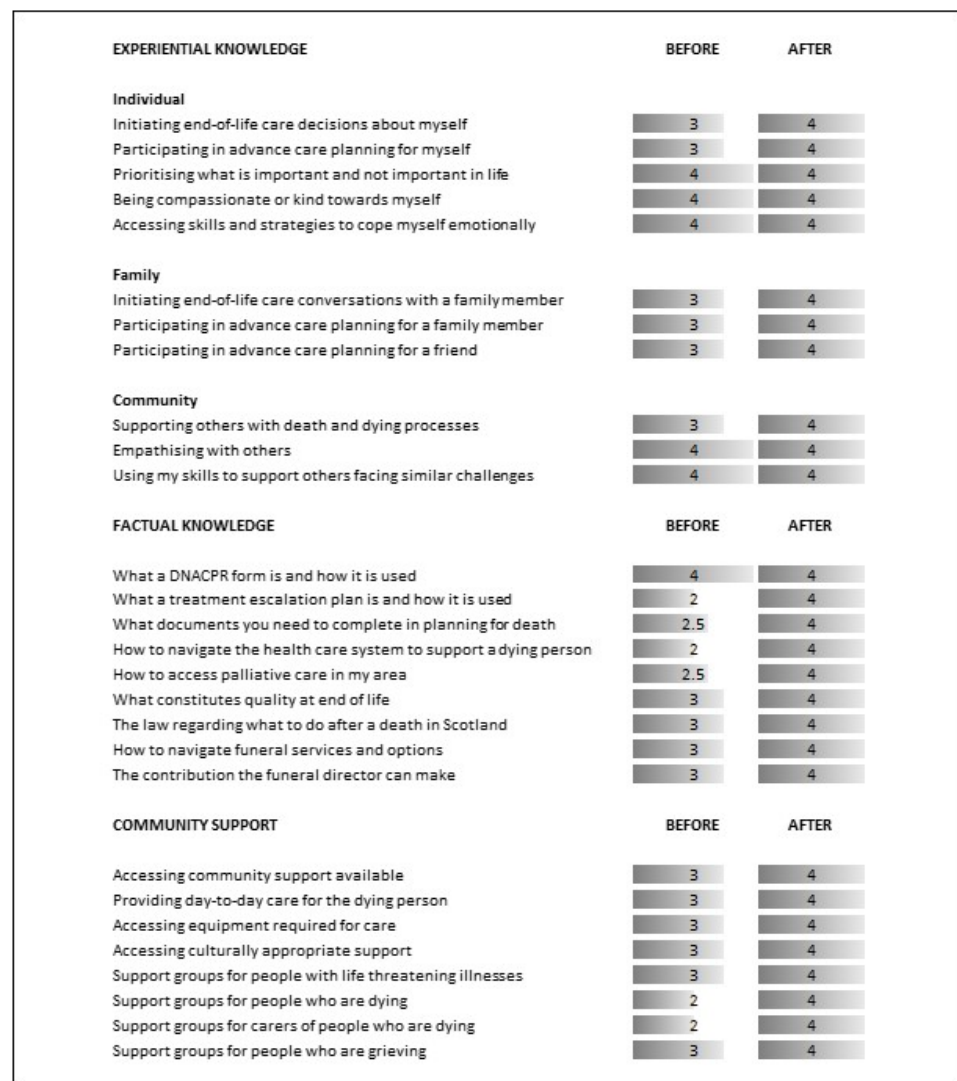 EXPERIENTIAL KNOWLEDGE BEFORE AFTER
Individual
Initiating end-of-life care decisions about myself 3 4
Participating in advance care planning for myself 3 4
Prioritising what is important and not important in life 4 4
Being compassionate or kind towards myself 4 4
Accessing skills and strategies to cope myself emotionally 4 4
Family
Initiating end-of-life care conversations with a family member 3 4
Participating in advance care planning for a family member 3 4
Participating in advance care planning for a friend 3 4
Community
Supporting others with death and dying processes 3 4
Empathising with others 4 4
Using my skills to support others facing similar challenges 4 4
FACTUAL KNOWLEDGE BEFORE AFTER
What a DNACPR form is and how it is used 4 4
What a treatment escalation plan is and how it is used 2 4
What documents you need to complete in planning for death 2.5 4
How to navigate the health care system to support a dying person 2 4
How to access palliative care in my area 2.5 4
What constitutes quality at end of life 3 4
The law regarding what to do after a death in Scotland 3 4
How to navigate funeral services and options 3 4
The contribution the funeral director can make 3 4
COMMUNITY SUPPORT BEFORE AFTER
Accessing community support available 3 4
Providing day-to-day care for the dying person 3 4
Accessing equipment required for care 3 4
Accessing culturally appropriate support 3 4
Support groups for people with life threatening illnesses 3 4
Support groups for people who are dying 2 4
Support groups for carers of people who are dying 2 4
Support groups for people who are grieving 3 4